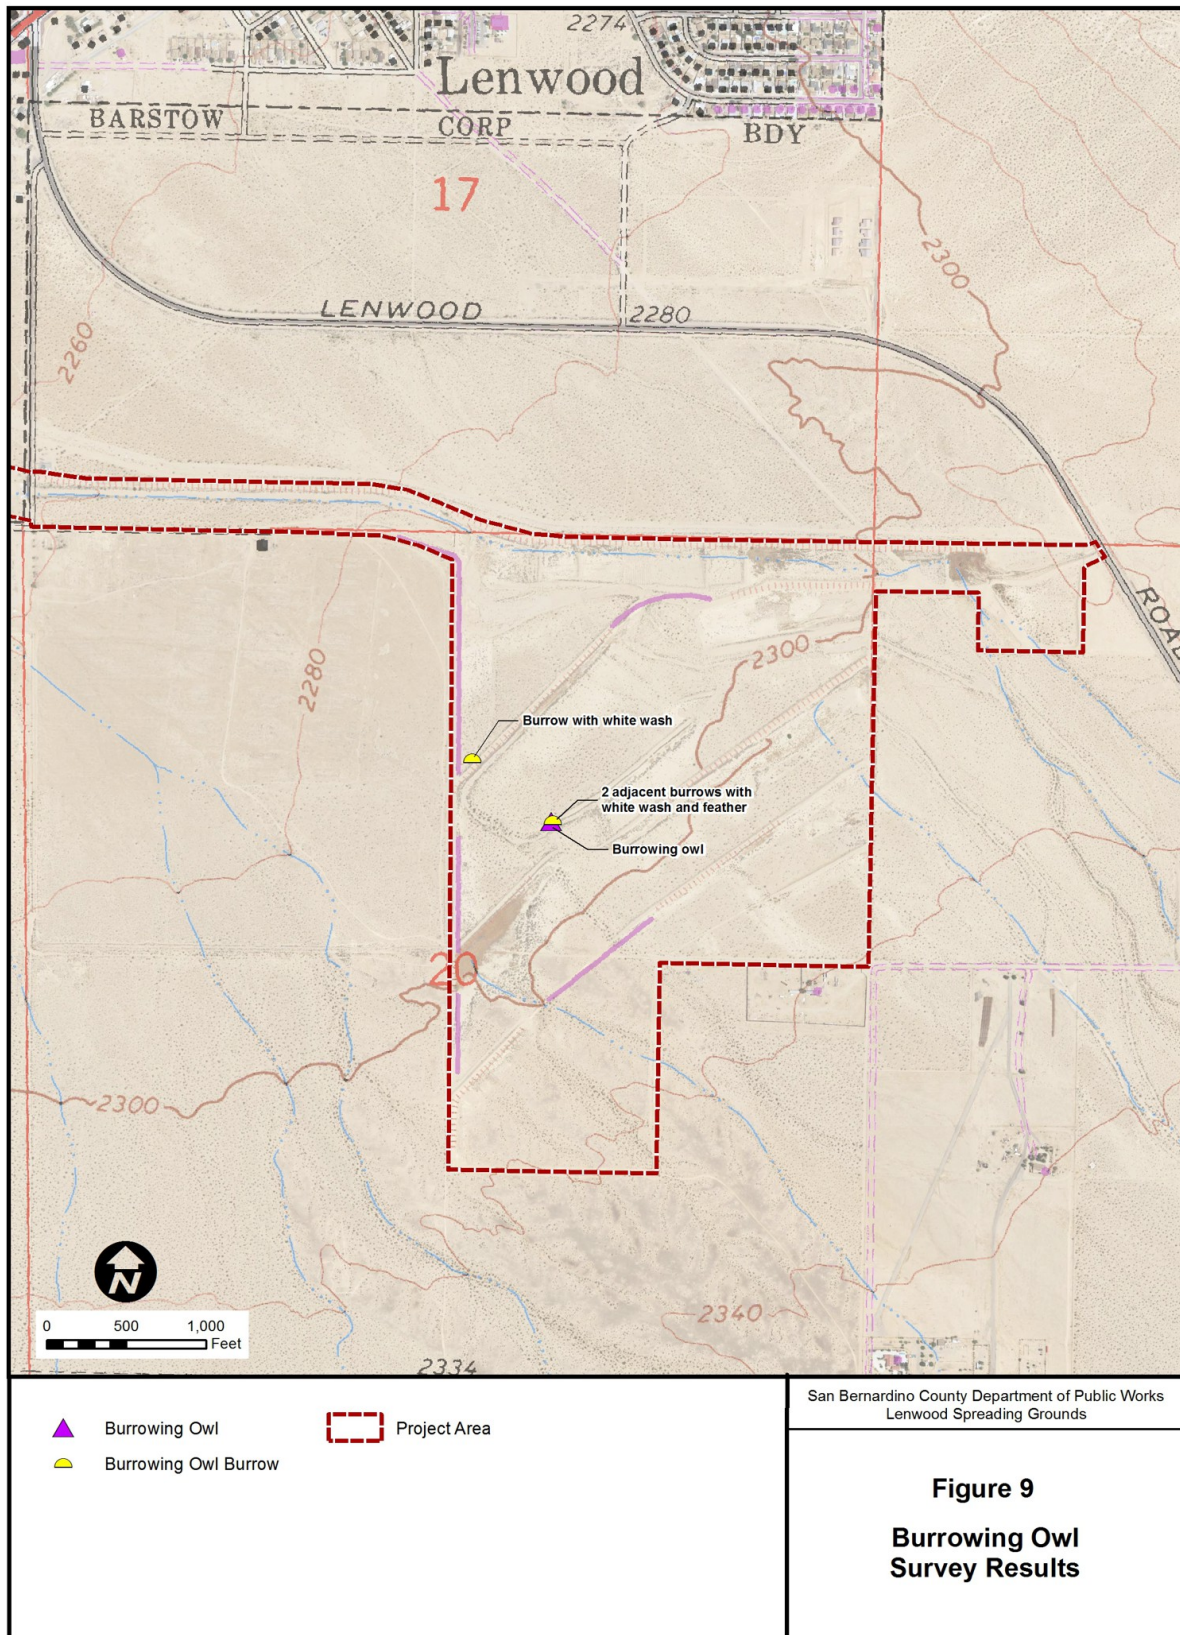 2274
Lenwood
BARSTOW
CORP
BDY
17
2300
LENWOOD
2280
2260
ROAD
2300
2280
Burrow with white wash
2 adjacent burrows with
white wash and feather
Burrowing owl
20
2300
N
2340
0 500 1,000
Feet
2334
Burrowing Owl
Project Area
Burrowing Owl Burrow
San Bernardino County Department of Public Works
Lenwood Spreading Grounds
Figure 9
Burrowing Owl
Survey Results